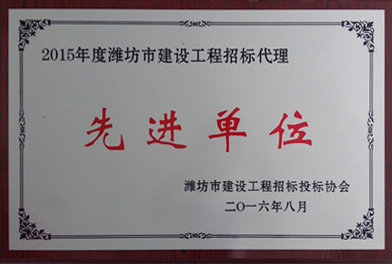 2015年度潍坊市建设工程招标代理
先进单位
潍坊市建设工程招标投标协会
二〇一六年八月